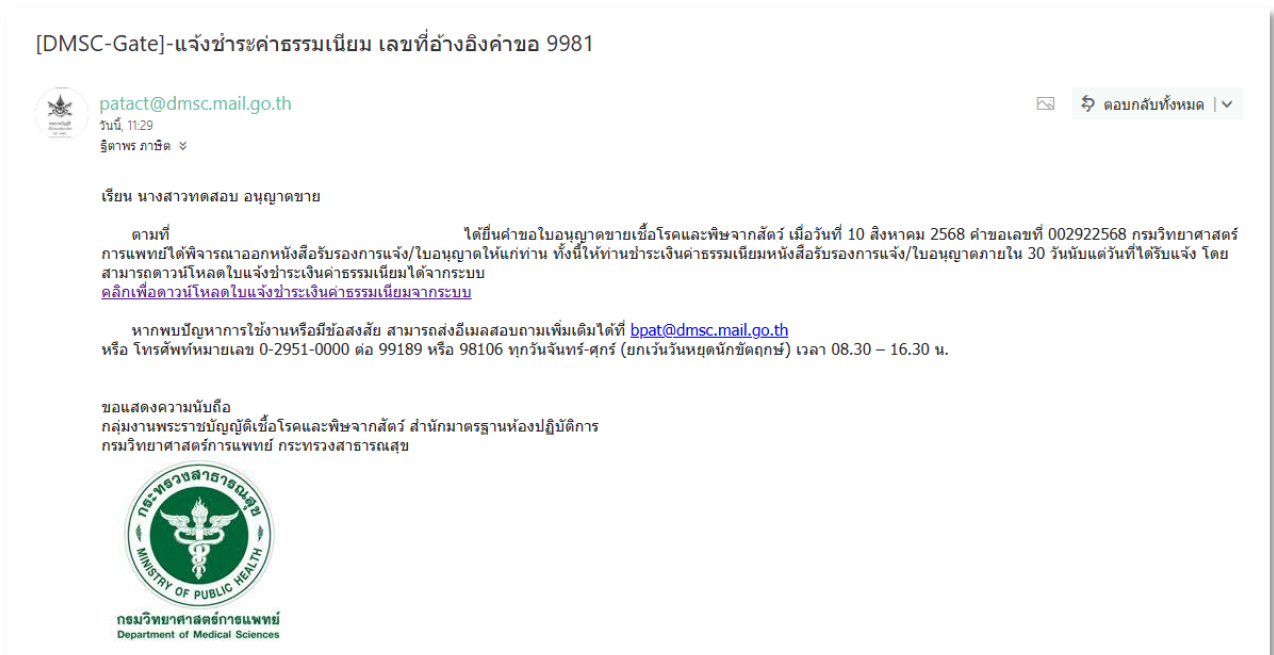 [DMSC-Gate]-แจ้งชำระค่าธรรมเนียม เลขที่อ้างอิงคำขอ 9981
patact@dmsc.mail.go.th
ตอบกลับทั้งหมด
วันนี้, 11:29
ฐิตาพร ภาษิต
เรียน นางสาวทดสอบ อนุญาตขาย
ตามที่ ได้ยื่นคำขอใบอนุญาตขายเชื้อโรคและพิษจากสัตว์ เมื่อวันที่ 10 สิงหาคม 2568 คำขอเลขที่ 002922568 กรมวิทยาศาสตร์
การแพทย์ได้พิจารณาออกหนังสือรับรองการแจ้ง/ใบอนุญาตให้แก่ท่าน ทั้งนี้ให้ท่านชำระเงินค่าธรรมเนียมหนังสือรับรองการแจ้ง/ใบอนุญาตภายใน 30 วันนับแต่วันที่ได้รับแจ้ง โดย
สามารถดาวน์โหลดใบแจ้งชำระเงินค่าธรรมเนียมได้จากระบบ
คลิกเพื่อดาวน์โหลดใบแจ้งชำระเงินค่าธรรมเนียมจากระบบ
หากพบปัญหาการใช้งานหรือมีข้อสงสัย สามารถส่งอีเมลสอบถามเพิ่มเติมได้ที่ bpat@dmsc.mail.go.th
หรือ โทรศัพท์หมายเลข 0-2951-0000 ต่อ 99189 หรือ 98106 ทุกวันจันทร์-ศุกร์ (ยกเว้นวันหยุดนักขัตฤกษ์) เวลา 08.30 – 16.30 น.
ขอแสดงความนับถือ
กลุ่มงานพระราชบัญญัติเชื้อโรคและพิษจากสัตว์ สำนักมาตรฐานห้องปฏิบัติการ
กรมวิทยาศาสตร์การแพทย์ กระทรวงสาธารณสุข
กระทรวงสาธารณสุข
MINISTRY OF PUBLIC HEALTH
กรมวิทยาศาสตร์การแพทย์
Department of Medical Sciences